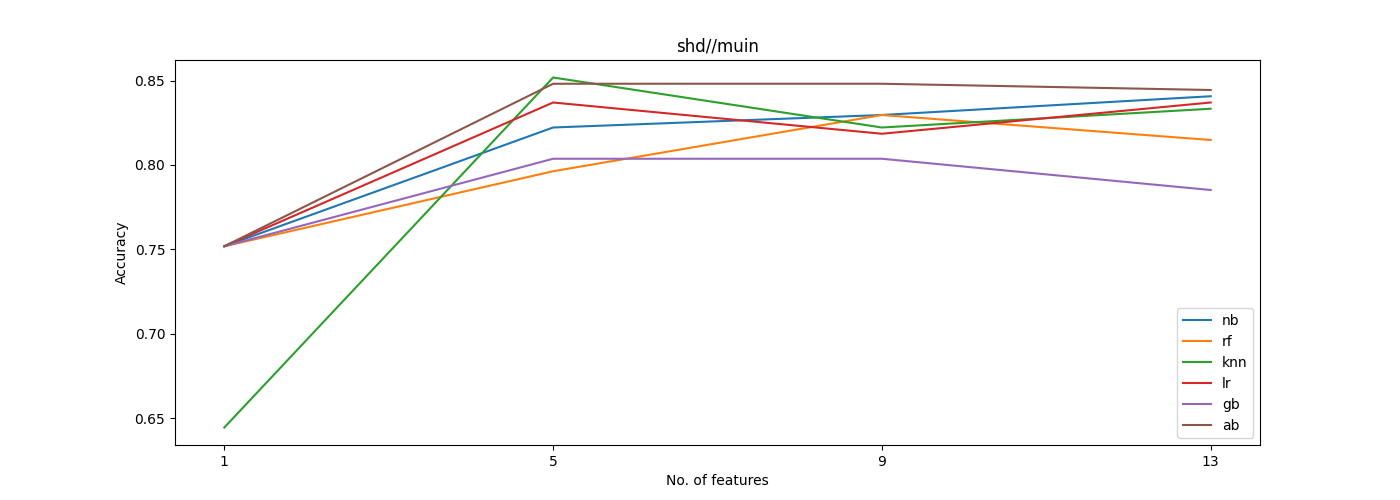 shd//muin
0.85
0.80
0.75
0.70
0.65
Accuracy
1 5 9 13
No. of features
nb
rf
knn
lr
gb
ab